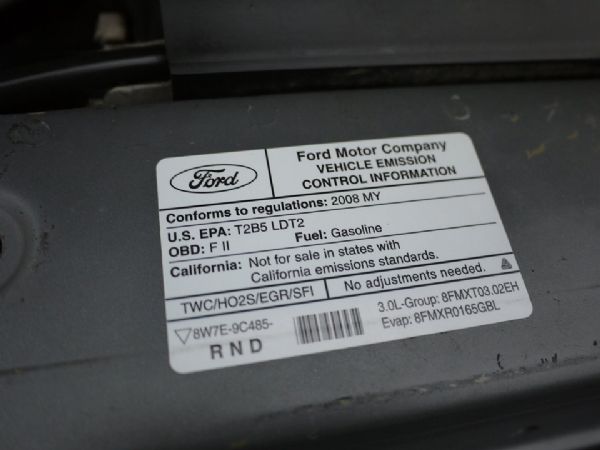 Ford
Ford Motor Company
VEHICLE EMISSION
CONTROL INFORMATION
Conforms to regulations: 2008 MY
U.S. EPA: T2B5 LDT2
OBD: F II Fuel: Gasoline
California: Not for sale in states with
California emissions standards.
TWC/HO2S/EGR/SFI No adjustments needed.
8W7E-9C485-
RND
3.0L-Group: 8FMXT03.02EH
Evap: 8FMXR0165GBL